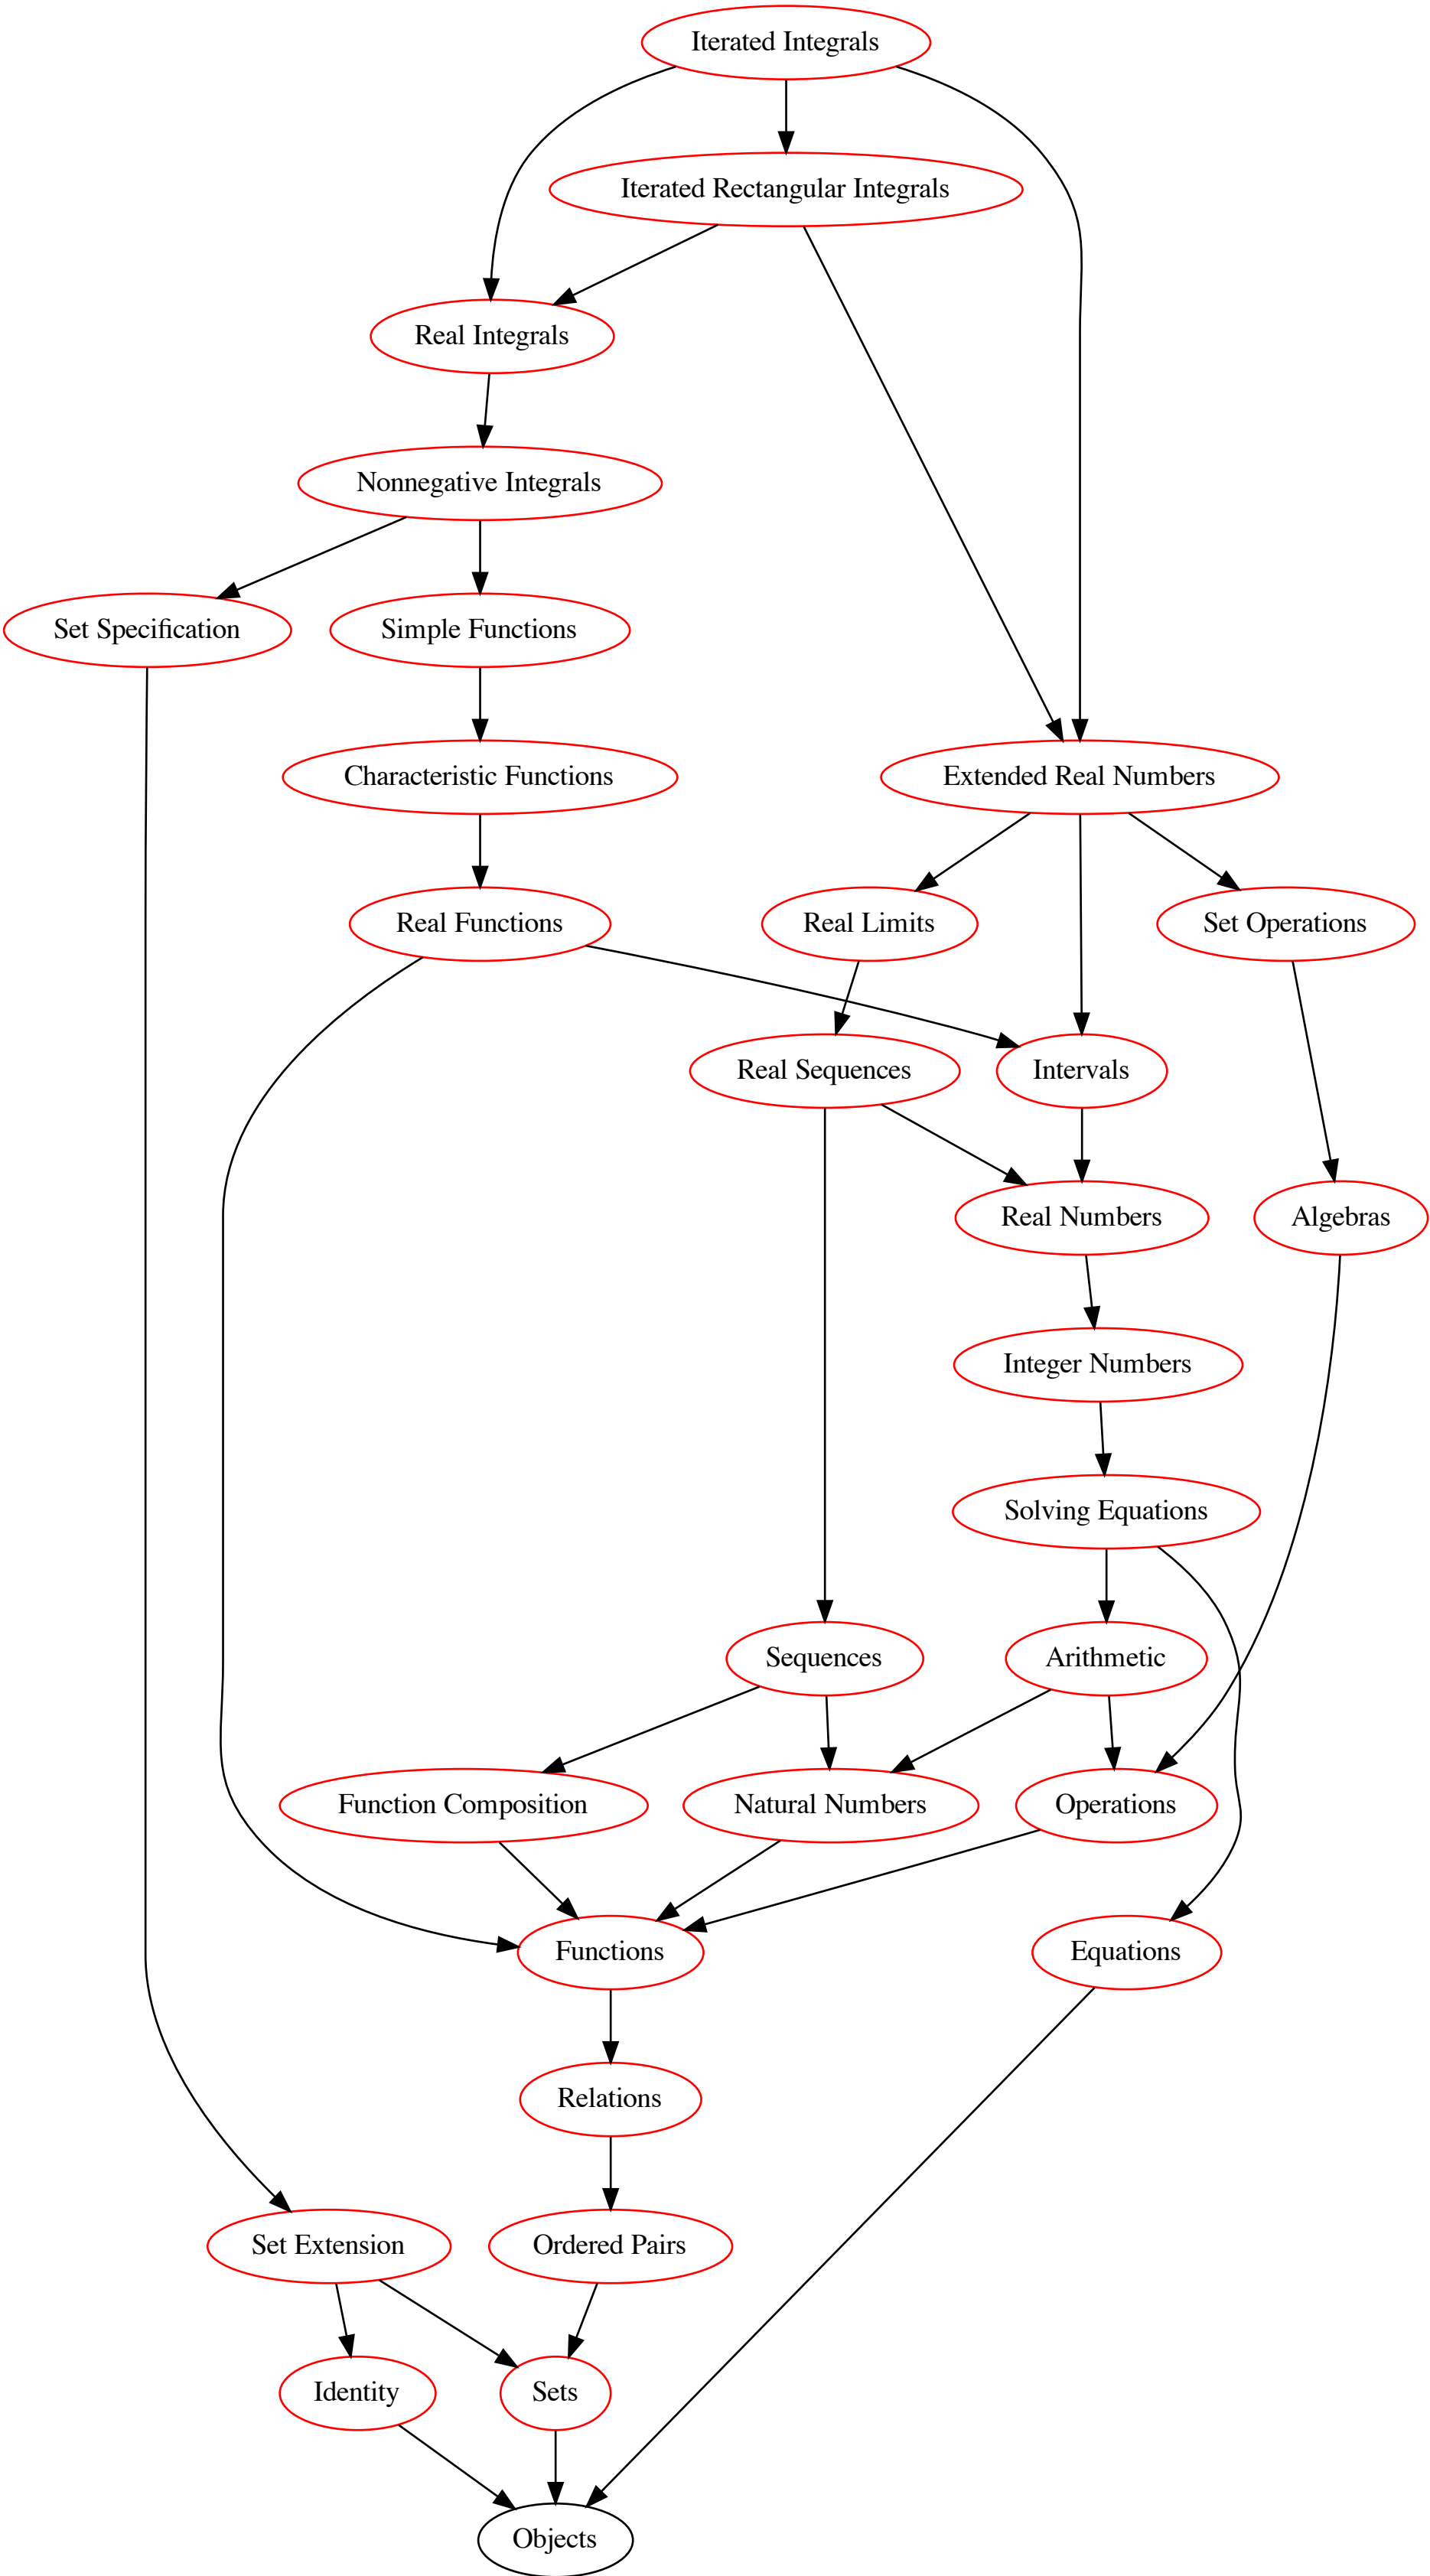 Iterated Integrals
Iterated Rectangular Integrals
Real Integrals
Nonnegative Integrals
Set Specification
Simple Functions
Characteristic Functions
Extended Real Numbers
Real Functions
Real Limits
Set Operations
Real Sequences
Intervals
Real Numbers
Algebras
Integer Numbers
Solving Equations
Sequences
Arithmetic
Function Composition
Natural Numbers
Operations
Functions
Equations
Relations
Set Extension
Ordered Pairs
Identity
Sets
Objects